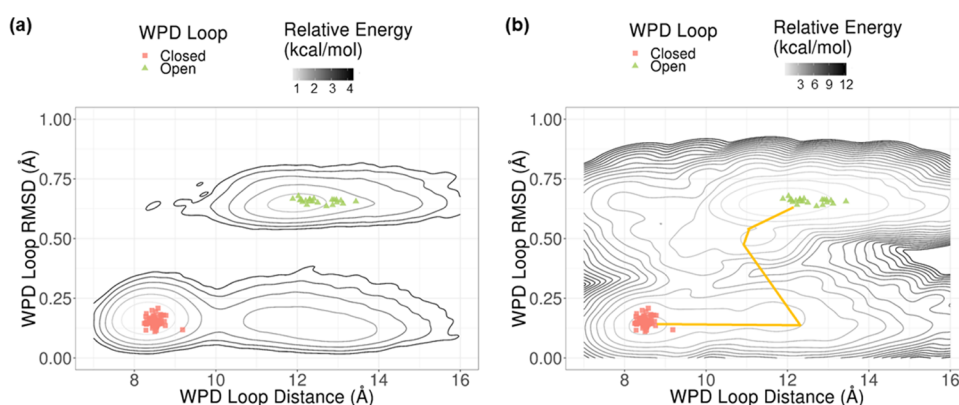 (a)
WPD Loop
Closed
Open
Relative Energy
(kcal/mol)
1 2 3 4
WPD Loop RMSD (Å)
1.00
0.75
0.50
0.25
0.00
8 10 12 14 16
WPD Loop Distance (Å)
(b)
WPD Loop
Closed
Open
Relative Energy
(kcal/mol)
3 6 9 12
WPD Loop RMSD (Å)
1.00
0.75
0.50
0.25
0.00
8 10 12 14 16
WPD Loop Distance (Å)